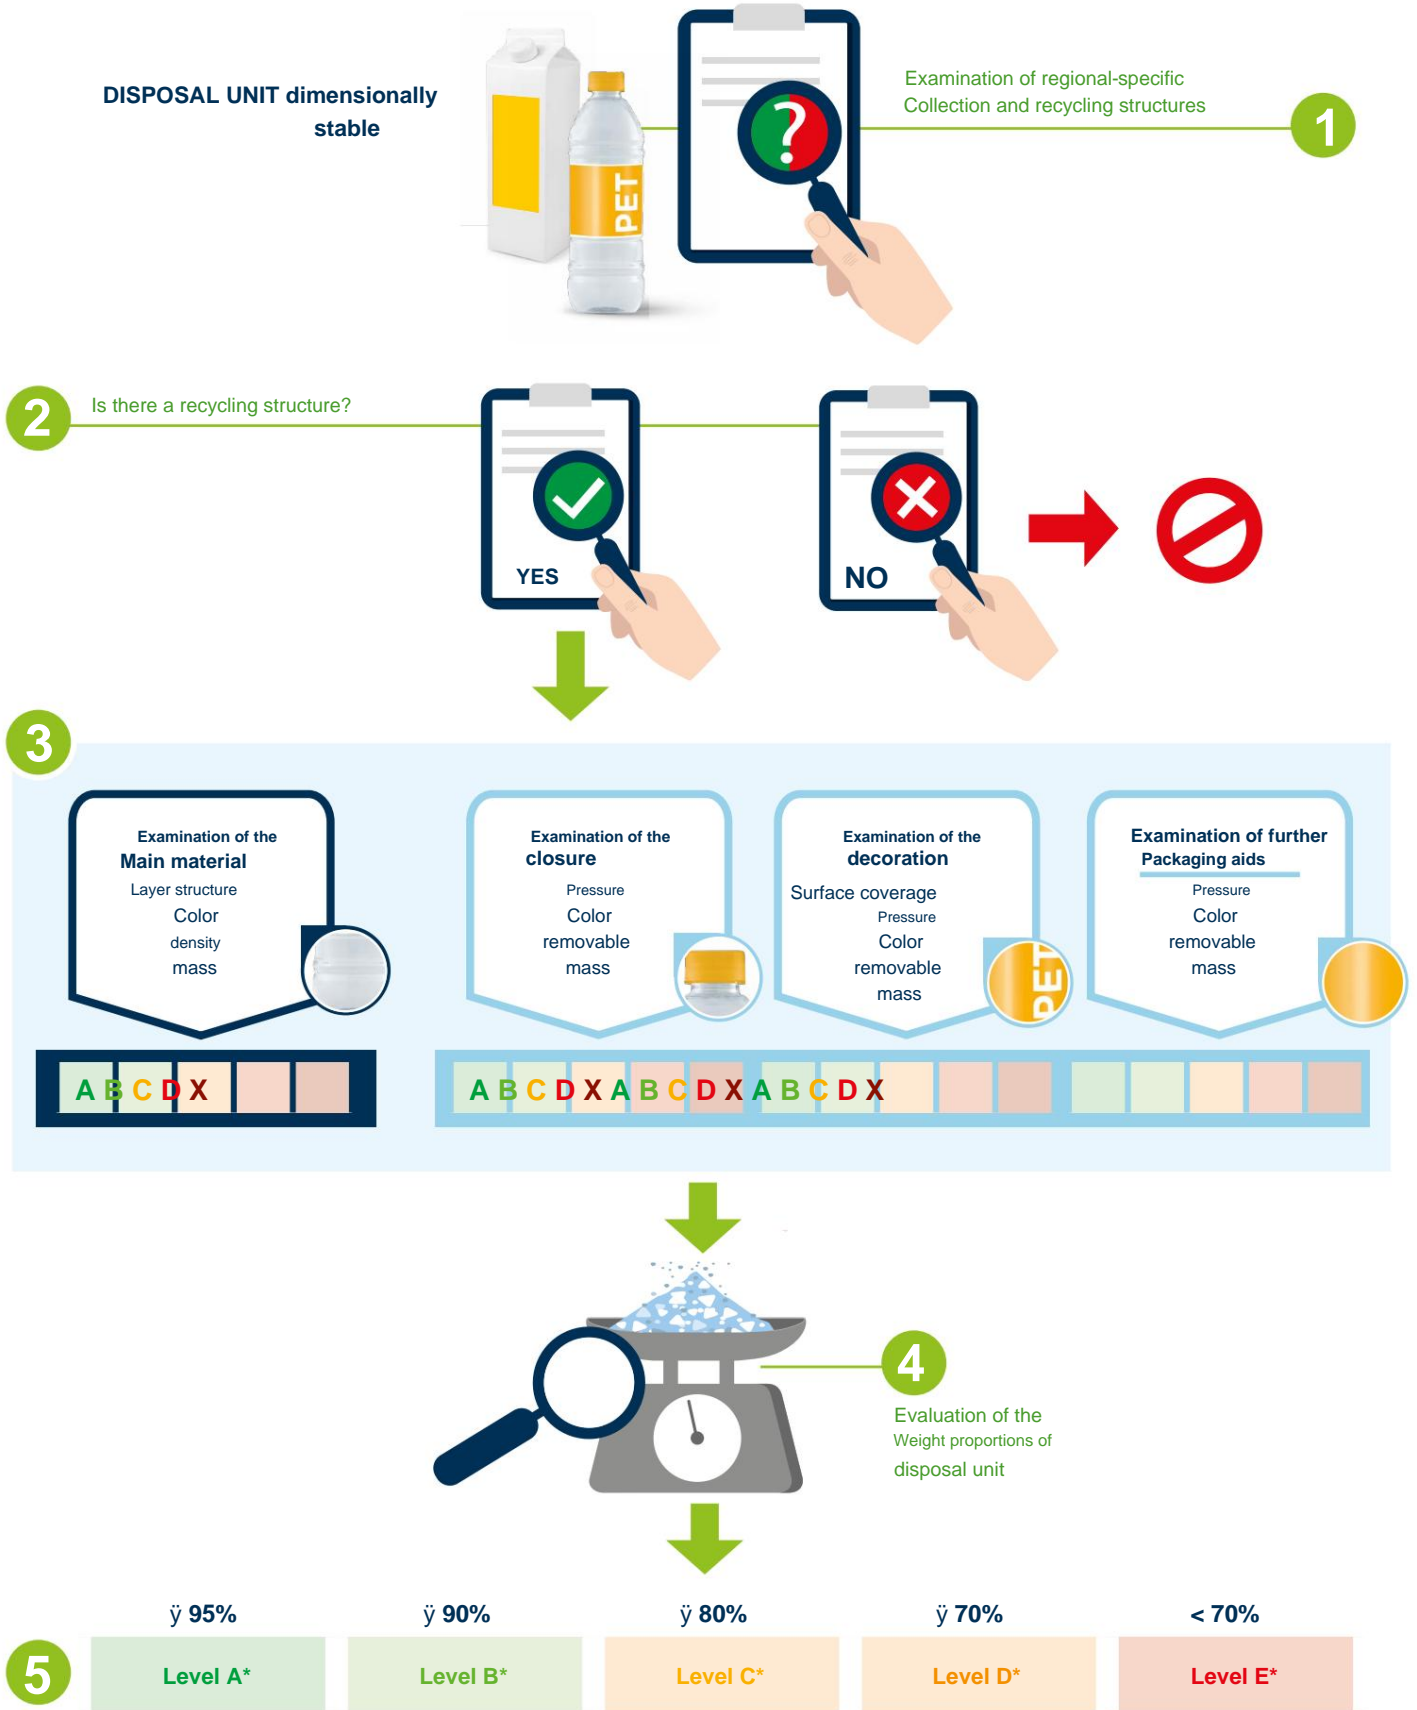 DISPOSAL UNIT dimensionally
stable
PET
?
Examination of regional-specific
Collection and recycling structures
1
2
Is there a recycling structure?
YES
NO
3
Examination of the
Main material
Layer structure
Color
density
mass
Examination of the
closure
Pressure
Color
removable
mass
Examination of the
decoration
Surface coverage
Pressure
Color
removable
mass
PET
Examination of further
Packaging aids
Pressure
Color
removable
mass
A B C D X
A B C D X A B C D X A B C D X
4
Evaluation of the
Weight proportions of
disposal unit
ÿ 95%
ÿ 90%
ÿ 80%
ÿ 70%
< 70%
5
Level A*
Level B*
Level C*
Level D*
Level E*